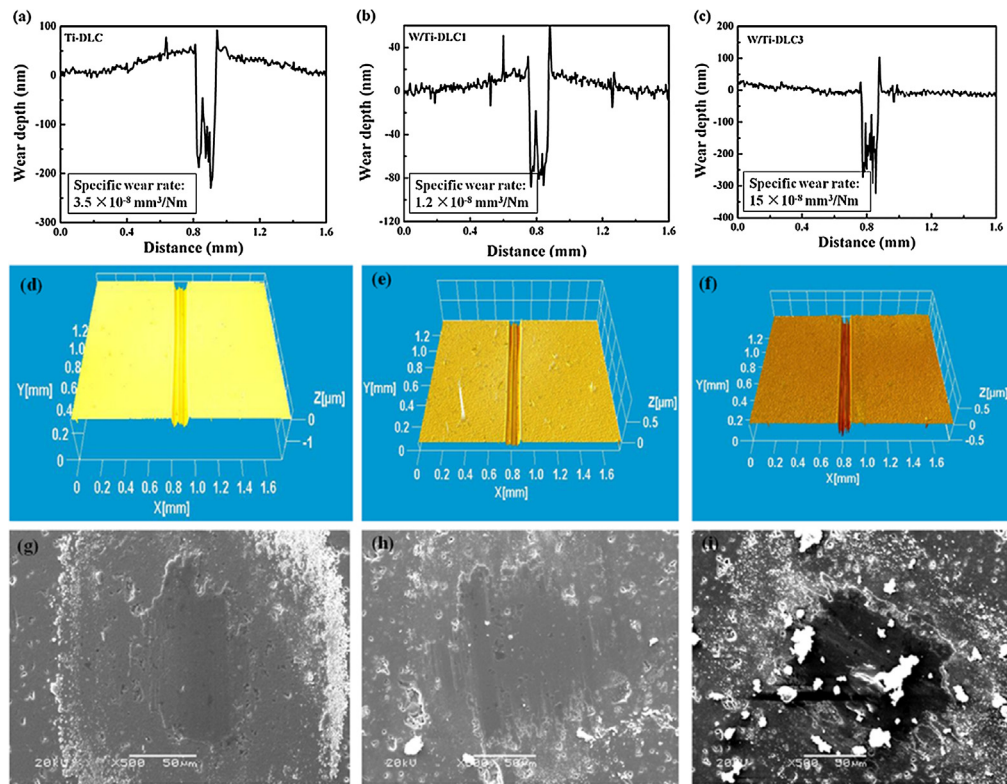 (a)
Ti-DLC
Wear depth (nm)
100
50
0
-100
-200
-300
Specific wear rate:
3.5 ×10⁻⁸ mm³/Nm
0.0 0.4 0.8 1.2 1.6
Distance (mm)
(b)
W/Ti-DLC1
Wear depth (nm)
-40
0
-40
-80
-120
Specific wear rate:
1.2 ×10⁻⁸ mm³/Nm
0.0 0.4 0.8 1.2 1.6
Distance (mm)
(c)
W/Ti-DLC3
Wear depth (nm)
200
100
0
-100
-200
-300
-400
Specific wear rate:
15 ×10⁻⁸ mm³/Nm
0.0 0.4 0.8 1.2 1.6
Distance (mm)
(d)
1.2
1.0
0.8
0.6
0.4
0.2
0
Y[mm]
Z[µm]
0
-1
0 0.2 0.4 0.6 0.8 1.0 1.2 1.4 1.6
X[mm]
(e)
1.2
1.0
0.8
0.6
0.4
0.2
0
Y[mm]
Z[µm]
0.5
0
0 0.2 0.4 0.6 0.8 1.0 1.2 1.4 1.6
X[mm]
(f)
1.2
1.0
0.8
0.6
0.4
0.2
0
Y[mm]
Z[µm]
0.5
0
-0.5
0 0.2 0.4 0.6 0.8 1.0 1.2 1.4 1.6
X[mm]
(g)
20kV X500 50µm
(h)
20kV X500 50µm
(i)
50µm